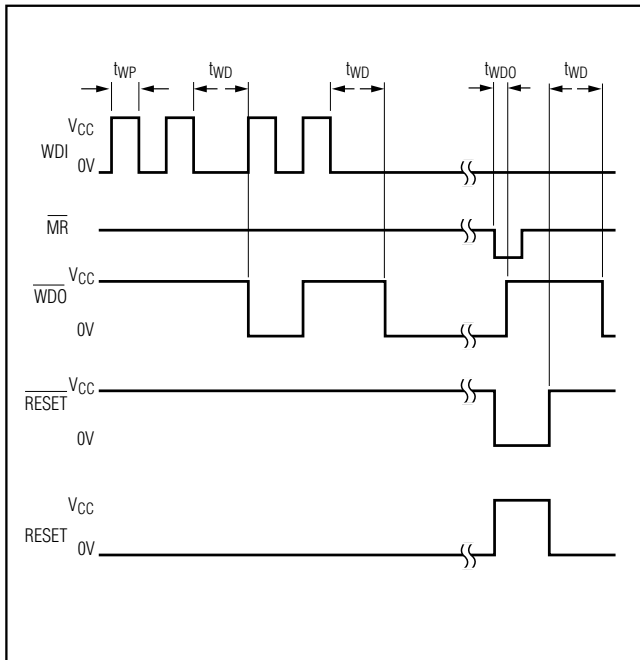 tWP tWD tWD tWDO tWD
VCC
WDI
0V
MR
VCC
WDO
0V
VCC
RESET
0V
VCC
RESET
0V